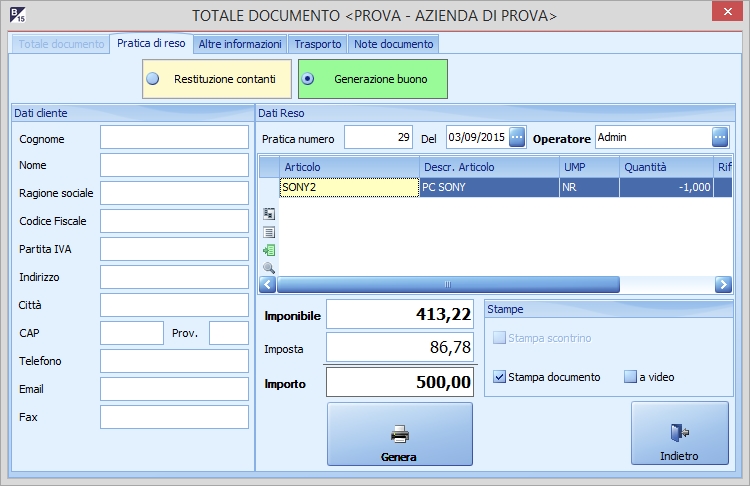 B
15
TOTALE DOCUMENTO <PROVA - AZIENDA DI PROVA>
Totale documento Pratica di reso Altre informazioni Trasporto Note documento
Restituzione contanti Generazione buono
Dati cliente
Cognome
Nome
Ragione sociale
Codice Fiscale
Partita IVA
Indirizzo
Città
CAP Prov.
Telefono
Email
Fax
Dati Reso
Pratica numero 29 Del 03/09/2015 ... Operatore Admin ...
Articolo Descr. Articolo UMP Quantità Rif
SONY2 PC SONY NR -1,000
Imponibile 413,22
Imposta 86,78
Importo 500,00
Stampe
Stampa scontrino
Stampa documento a video
Genera
Indietro